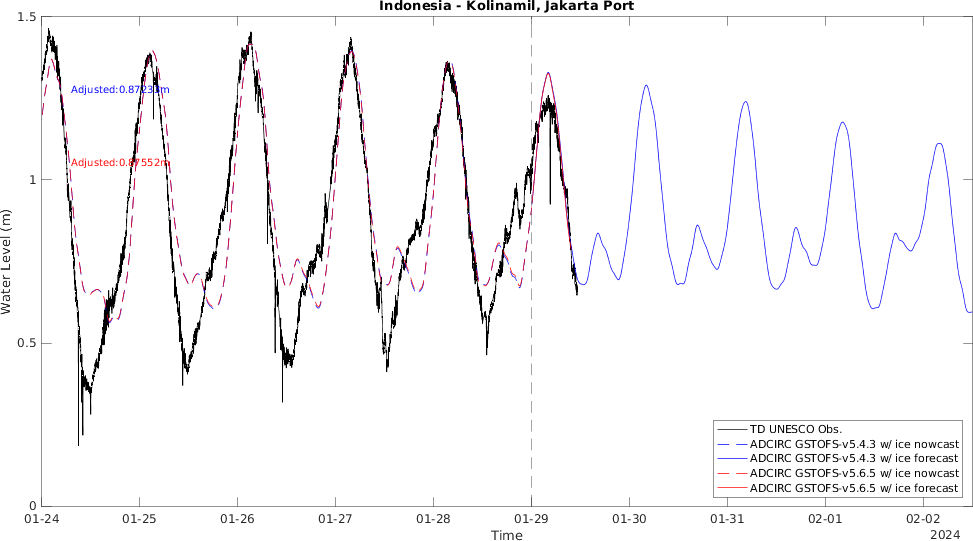 Indonesia - Kolinamil, Jakarta Port
Water Level (m)
1.5
1
0.5
0
Adjusted:0.87552m
01-24
01-25
01-26
01-27
01-28
01-29
01-30
01-31
02-01
02-02
Time
2024
TD UNESCO Obs.
ADCIRC GSTOFS-v5.4.3 w/ ice nowcast
ADCIRC GSTOFS-v5.4.3 w/ ice forecast
ADCIRC GSTOFS-v5.6.5 w/ ice nowcast
ADCIRC GSTOFS-v5.6.5 w/ ice forecast